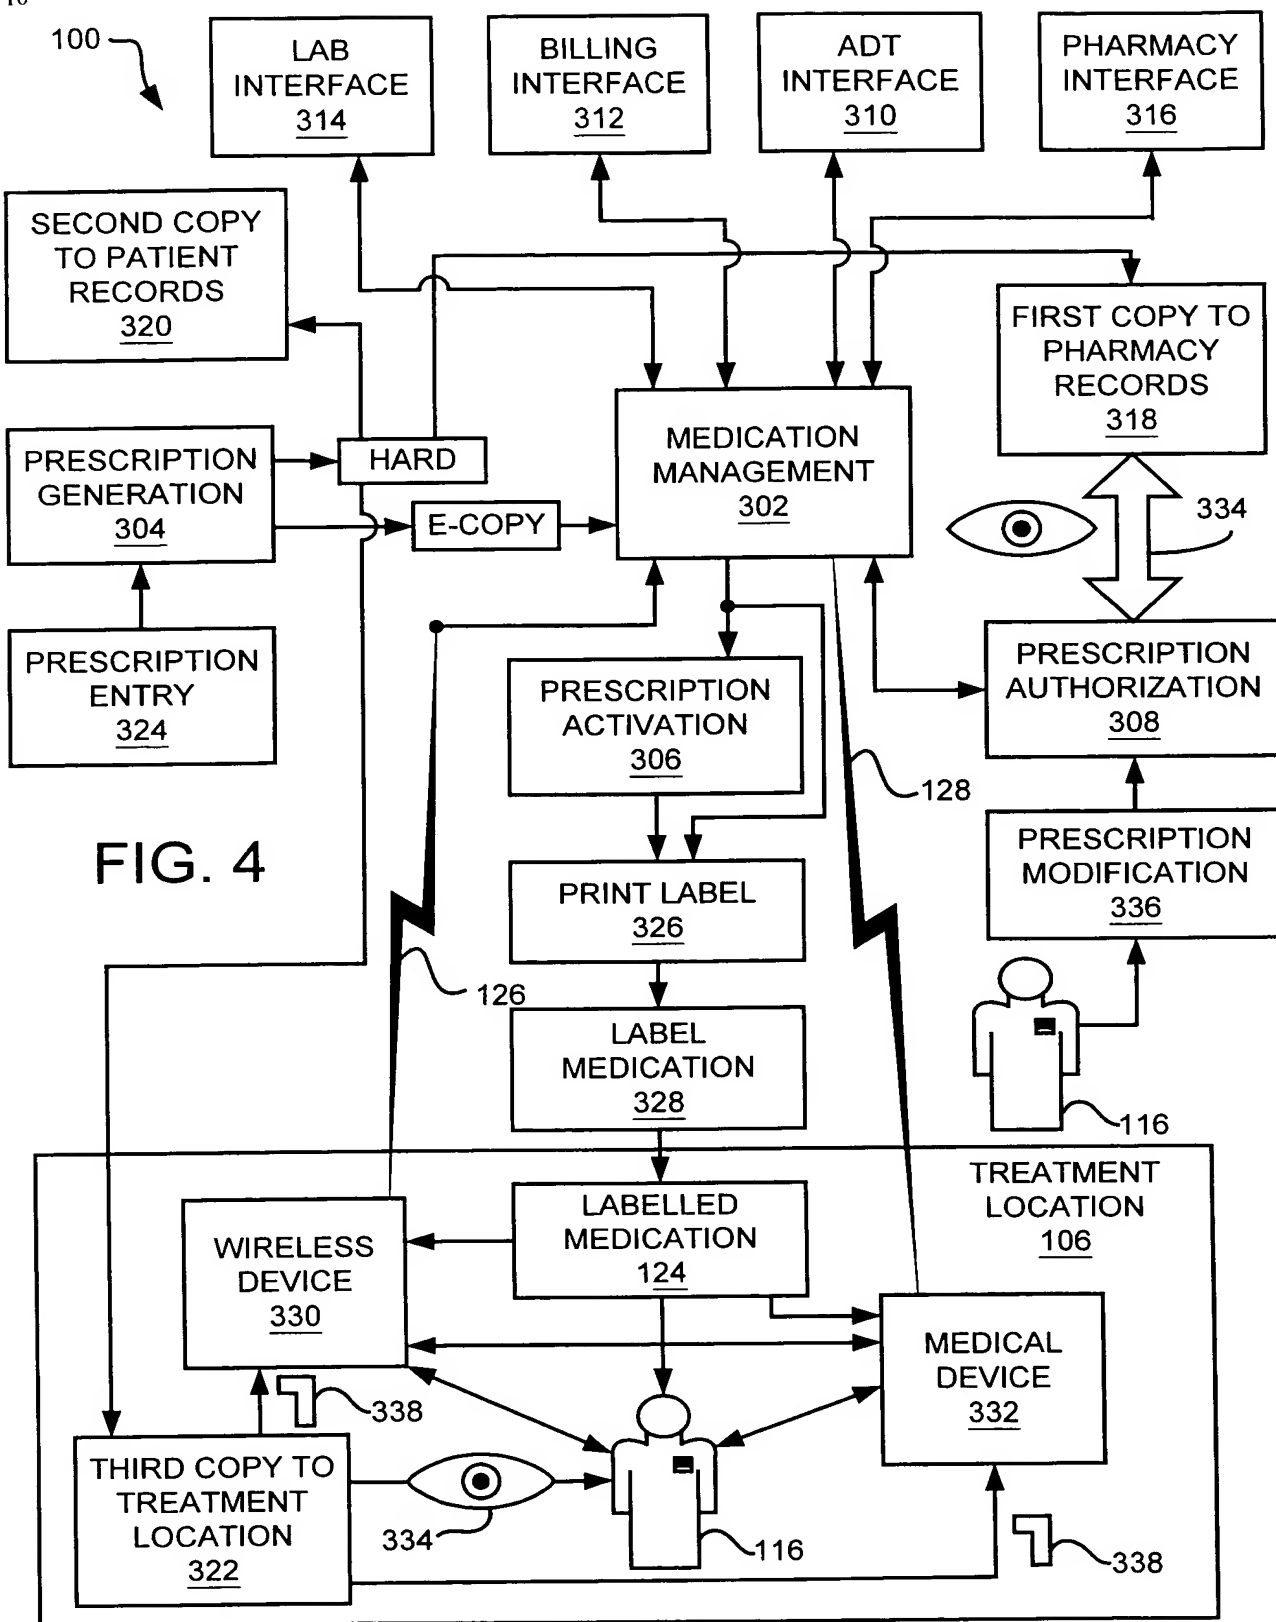 100
LAB
INTERFACE
314
BILLING
INTERFACE
312
ADT
INTERFACE
310
PHARMACY
INTERFACE
316
SECOND COPY
TO PATIENT
RECORDS
320
FIRST COPY TO
PHARMACY
RECORDS
318
PRESCRIPTION
GENERATION
304
HARD
E-COPY
MEDICATION
MANAGEMENT
302
334
PRESCRIPTION
ENTRY
324
PRESCRIPTION
ACTIVATION
306
PRESCRIPTION
AUTHORIZATION
308
128
FIG. 4
PRINT LABEL
326
PRESCRIPTION
MODIFICATION
336
126
LABEL
MEDICATION
328
116
TREATMENT
LOCATION
106
LABELLED
MEDICATION
124
WIRELESS
DEVICE
330
MEDICAL
DEVICE
332
338
THIRD COPY TO
TREATMENT
LOCATION
322
334
116
338